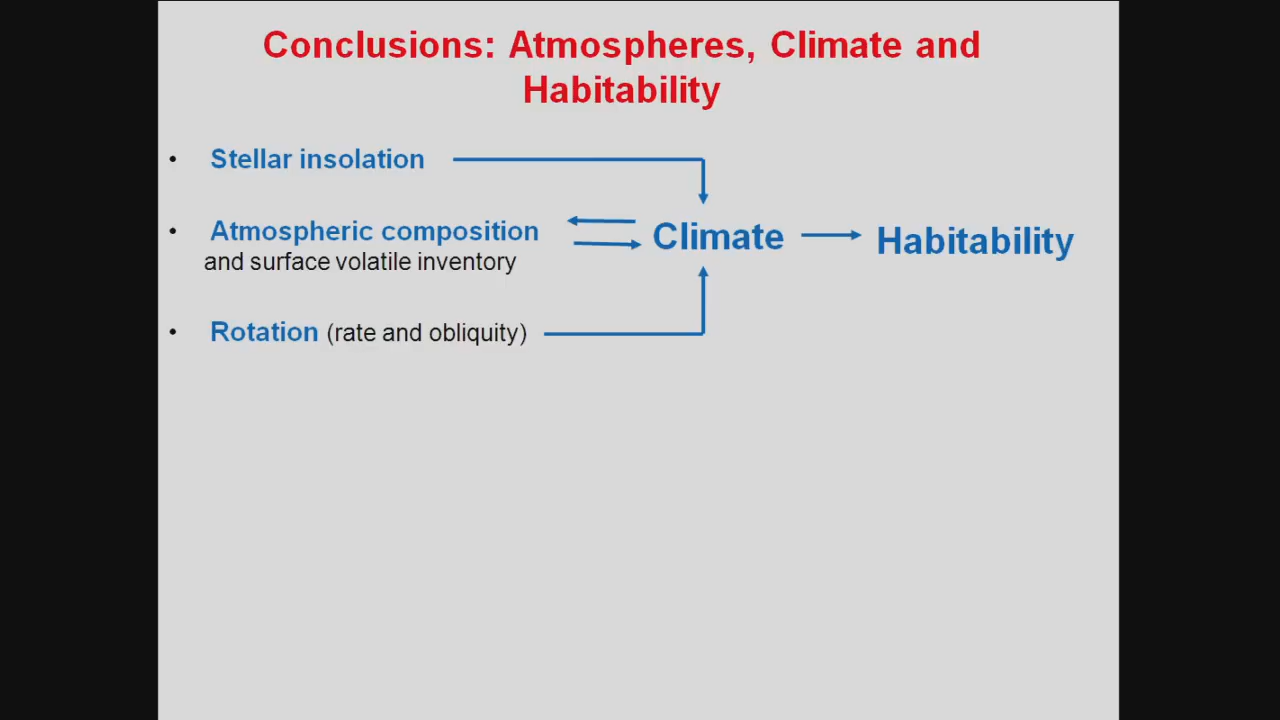 Conclusions: Atmospheres, Climate and
Habitability
• Stellar insolation
• Atmospheric composition
and surface volatile inventory
Climate
Habitability
• Rotation (rate and obliquity)